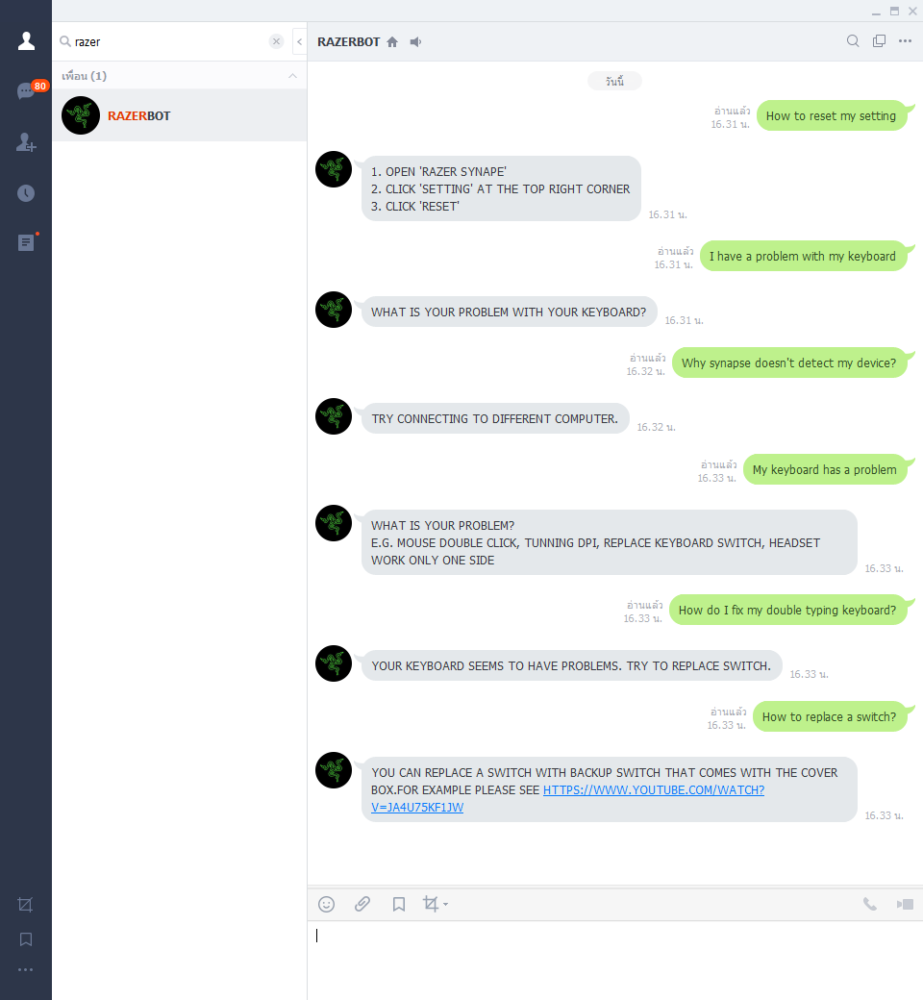 80
razer
เพื่อน (1)
RAZERBOT
RAZERBOT
วันนี้
อ่านแล้ว
16.31 น.
How to reset my setting
1. OPEN 'RAZER SYNAPE'
2. CLICK 'SETTING' AT THE TOP RIGHT CORNER
3. CLICK 'RESET'
16.31 น.
อ่านแล้ว
16.31 น.
I have a problem with my keyboard
WHAT IS YOUR PROBLEM WITH YOUR KEYBOARD?
16.31 น.
อ่านแล้ว
16.32 น.
Why synapse doesn't detect my device?
TRY CONNECTING TO DIFFERENT COMPUTER.
16.32 น.
อ่านแล้ว
16.33 น.
My keyboard has a problem
WHAT IS YOUR PROBLEM?
E.G. MOUSE DOUBLE CLICK, TUNNING DPI, REPLACE KEYBOARD SWITCH, HEADSET
WORK ONLY ONE SIDE
16.33 น.
อ่านแล้ว
16.33 น.
How do I fix my double typing keyboard?
YOUR KEYBOARD SEEMS TO HAVE PROBLEMS. TRY TO REPLACE SWITCH.
16.33 น.
อ่านแล้ว
16.33 น.
How to replace a switch?
YOU CAN REPLACE A SWITCH WITH BACKUP SWITCH THAT COMES WITH THE COVER
BOX.FOR EXAMPLE PLEASE SEE HTTPS://WWW.YOUTUBE.COM/WATCH?
V=JA4U75KF1JW
16.33 น.